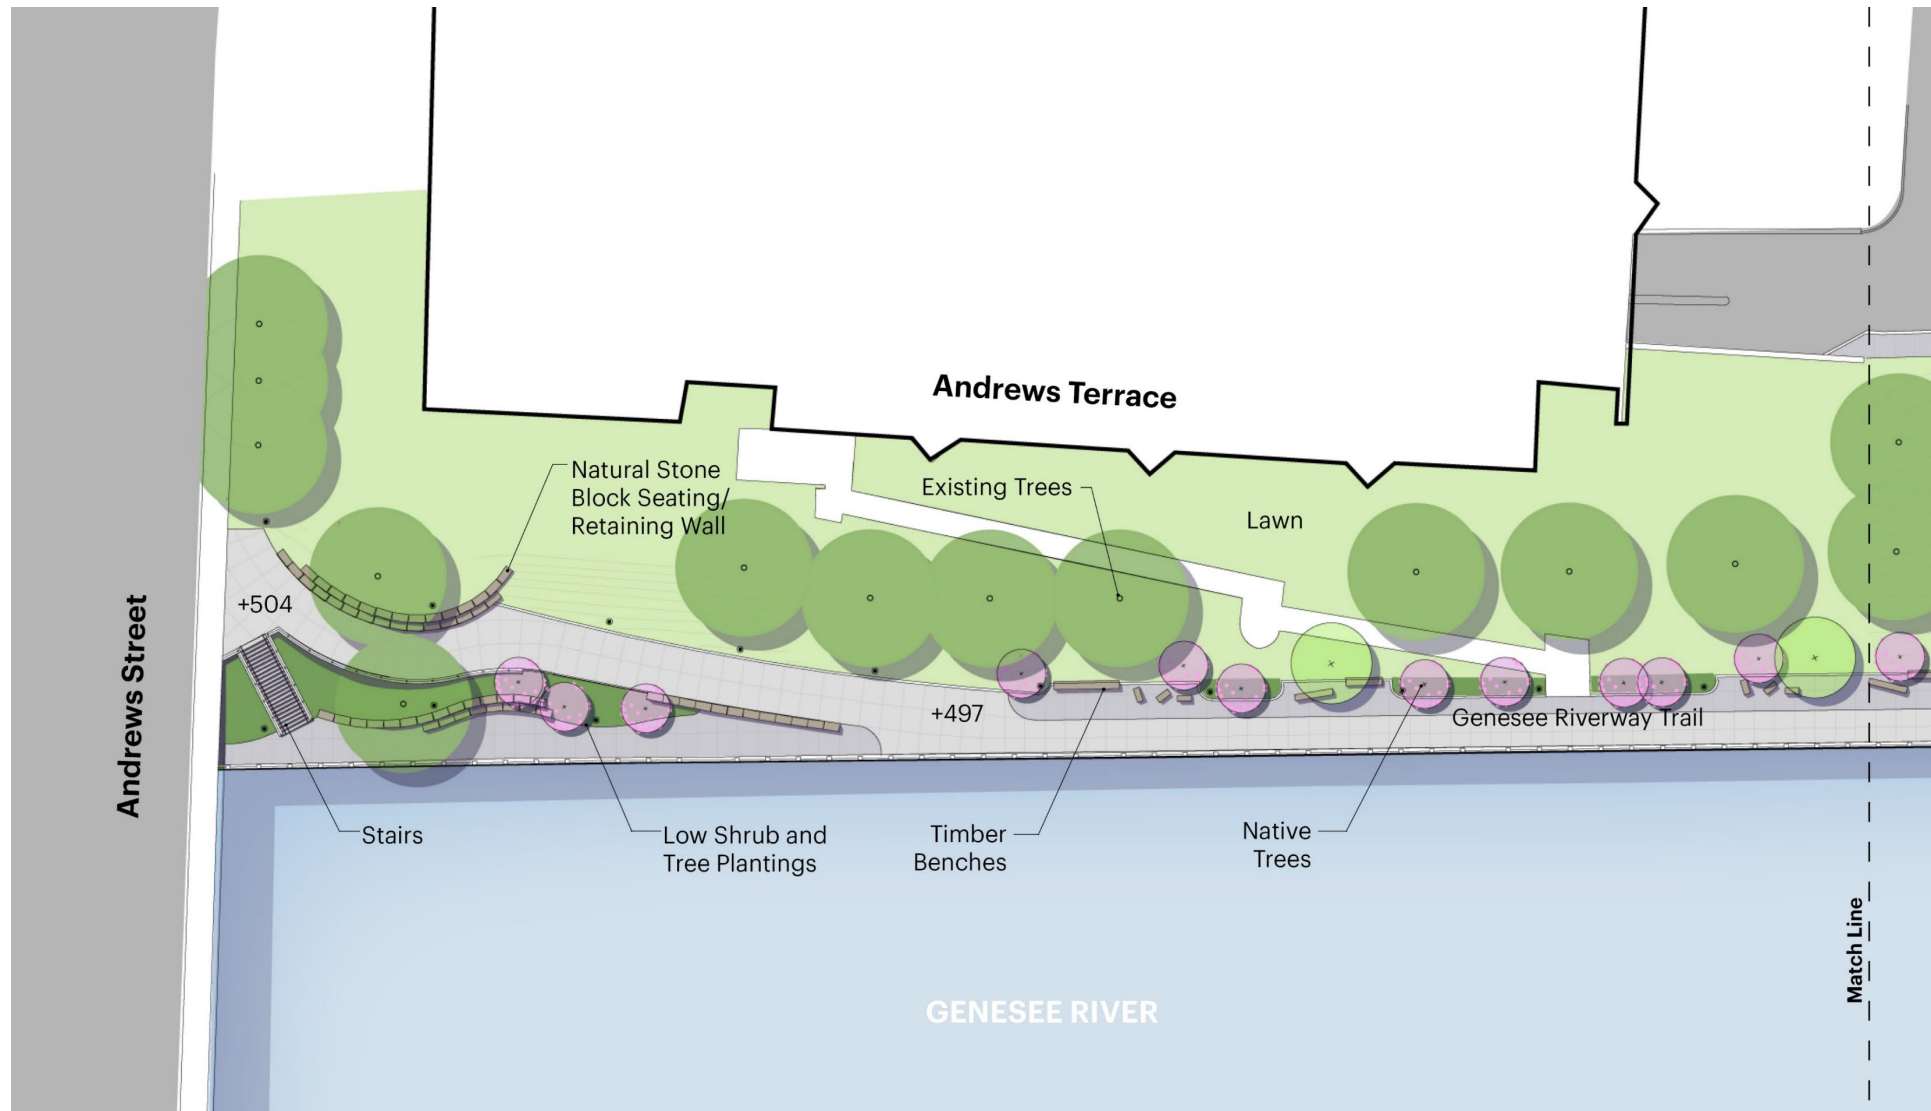 Andrews Terrace
Natural Stone
Block Seating/
Retaining Wall
Existing Trees
Lawn
+504
+497
Genesee Riverway Trail
Andrews Street
Stairs
Low Shrub and
Tree Plantings
Timber
Benches
Native
Trees
Match Line
GENESEE RIVER